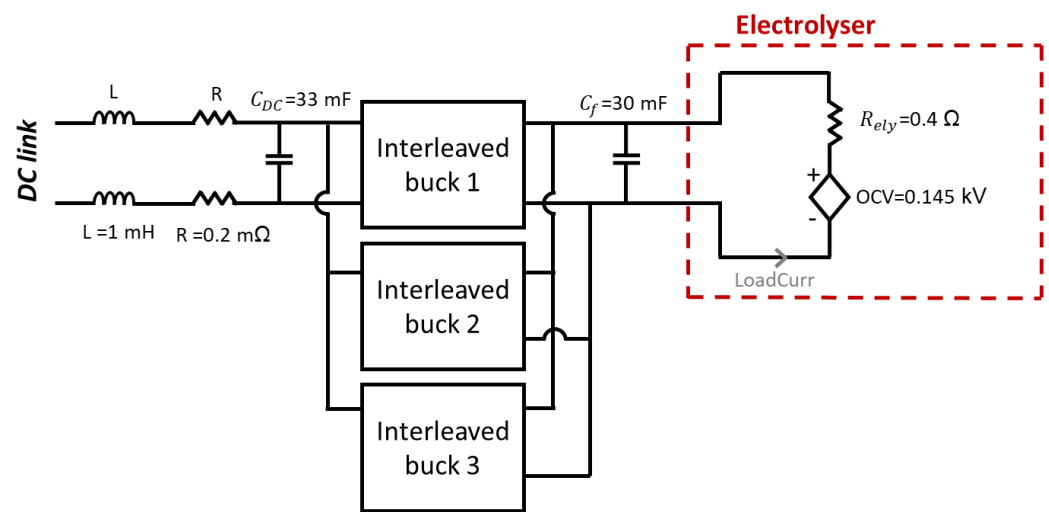 Electrolyser
DC link
L
R
C_DC=33 mF
C_f=30 mF
Interleaved
buck 1
R_ely=0.4 Ω
+
OCV=0.145 kV
-
L =1 mH
R =0.2 mΩ
LoadCurr
Interleaved
buck 2
Interleaved
buck 3